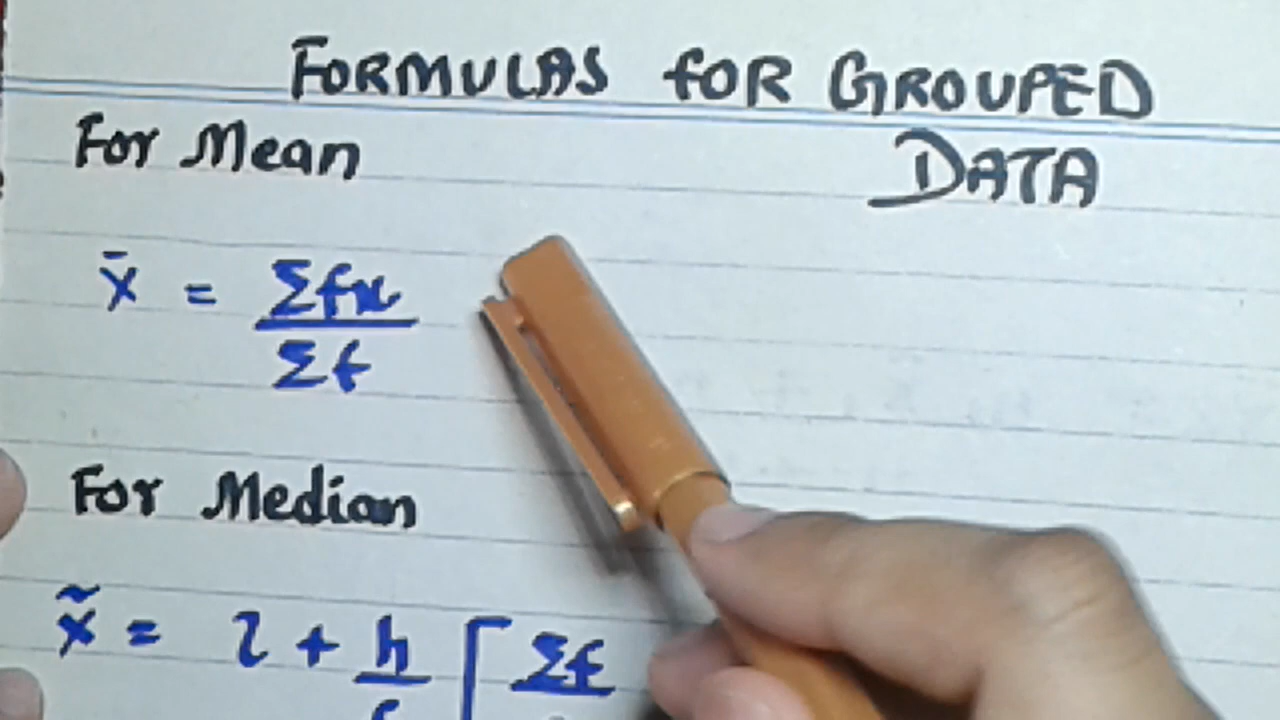 FORMULAS FOR GROUPED
DATA
For Mean
x̄ = Σfx
Σf
For Median
x̃ = l + h [ Σf
f